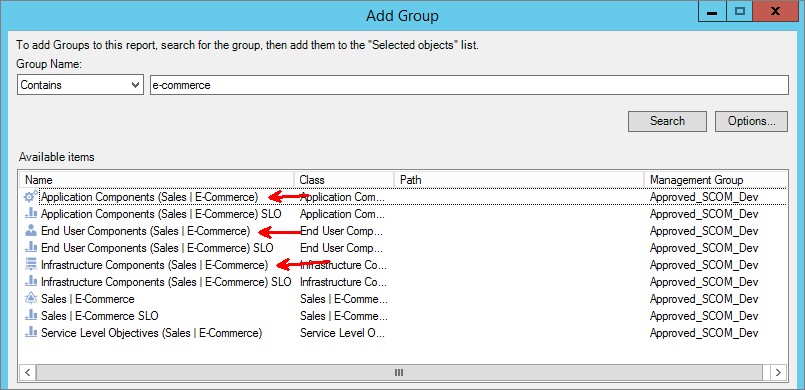 Add Group
To add Groups to this report, search for the group, then add them to the "Selected objects" list.
Group Name:
Contains e-commerce
Search Options...
Available items
Name Class Path Management Group
Application Components (Sales | E-Commerce) Application Com... Approved_SCOM_Dev
Application Components (Sales | E-Commerce) SLO Application Com... Approved_SCOM_Dev
End User Components (Sales | E-Commerce) End User Comp... Approved_SCOM_Dev
End User Components (Sales | E-Commerce) SLO End User Comp... Approved_SCOM_Dev
Infrastructure Components (Sales | E-Commerce) Infrastructure Co... Approved_SCOM_Dev
Infrastructure Components (Sales | E-Commerce) SLO Infrastructure Co... Approved_SCOM_Dev
Sales | E-Commerce Sales | E-Comme... Approved_SCOM_Dev
Sales | E-Commerce SLO Sales | E-Comme... Approved_SCOM_Dev
Service Level Objectives (Sales | E-Commerce) Service Level O... Approved_SCOM_Dev